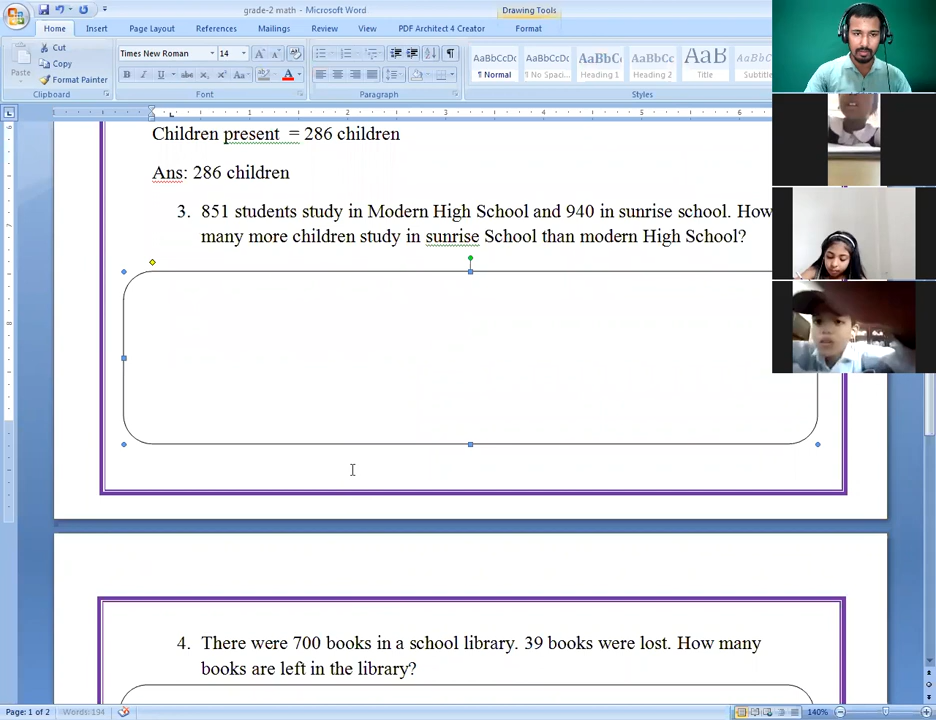 grade-2 math - Microsoft Word
Drawing Tools
Home
Insert
Page Layout
References
Mailings
Review
View
PDF Architect 4 Creator
Format
Paste
Cut
Copy
Format Painter
Clipboard
Times New Roman
14
Font
Paragraph
AaBbCcDc
¶ Normal
AaBbCcDc
¶ No Spaci...
AaBbC
Heading 1
AaBbCc
Heading 2
AaB
Title
AaBbCc
Subtitle
Styles
Children present = 286 children
Ans: 286 children
3. 851 students study in Modern High School and 940 in sunrise school. How
many more children study in sunrise School than modern High School?
4. There were 700 books in a school library. 39 books were lost. How many
books are left in the library?
Page: 1 of 2
Words: 194
140%